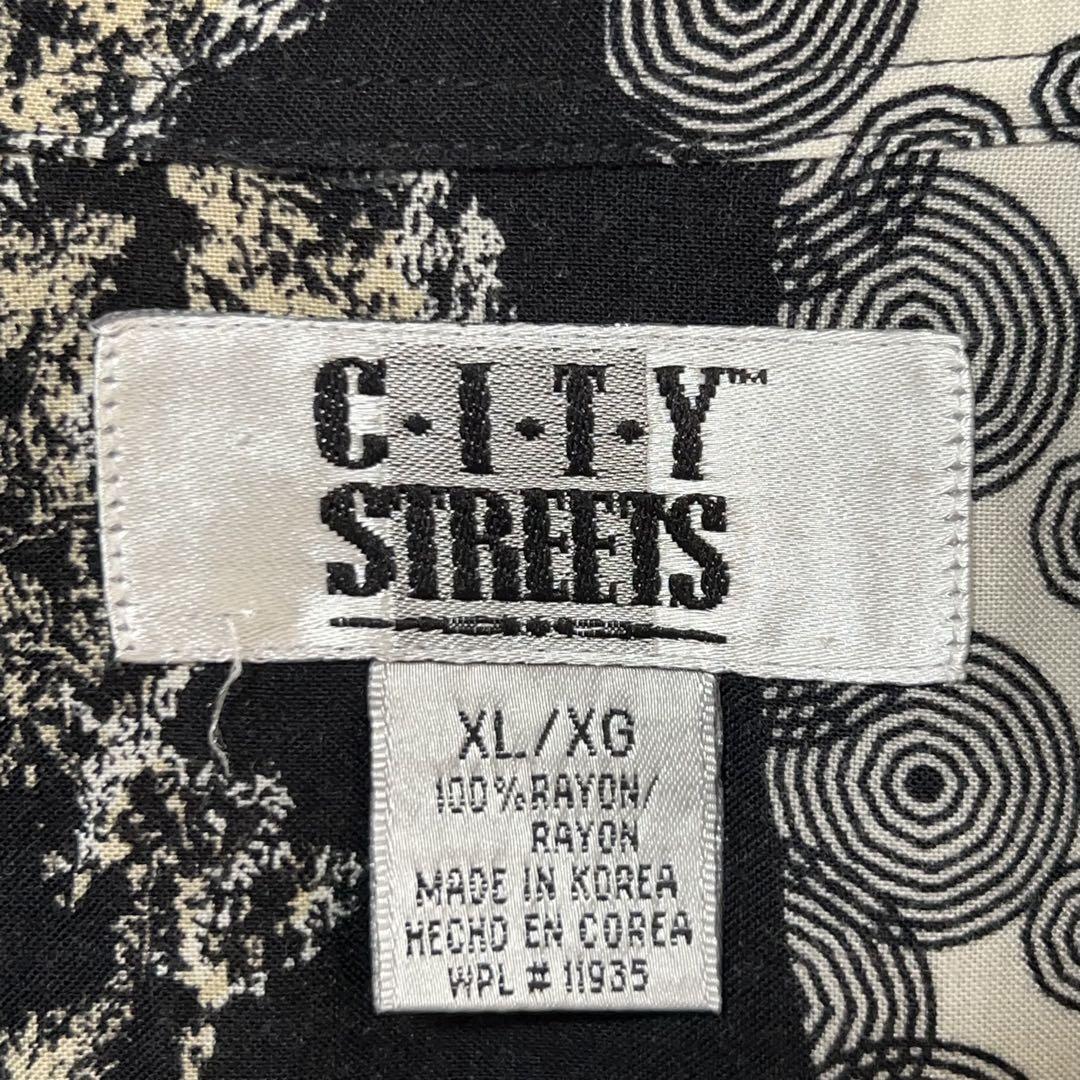 C·I·T·Y™
STREETS
XL/XG
100%RAYON/
RAYON
MADE IN KOREA
HECHO EN COREA
WPL # 11935